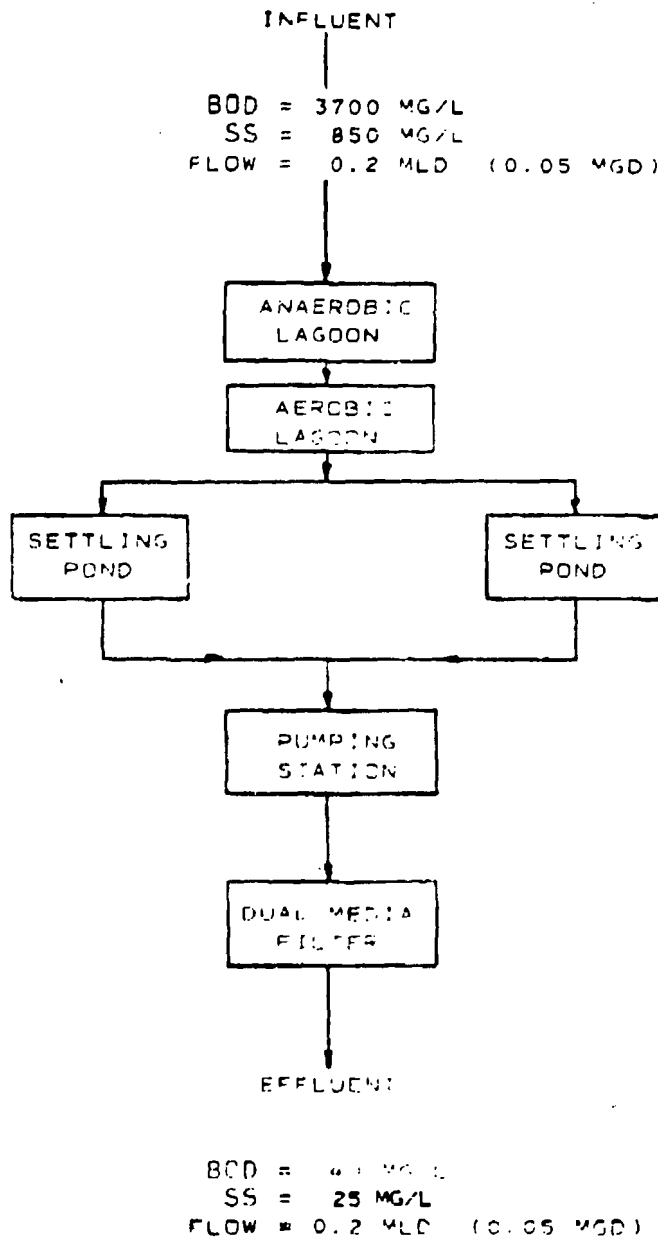 INFLUENT
BOD = 3700 MG/L
SS = 850 MG/L
FLOW = 0.2 MLD (0.05 MGD)
ANAEROBIC
LAGOON
AEROBIC
LAGOON
SETTLING
POND
SETTLING
POND
PUMPING
STATION
DUAL MEDIA
FILTER
EFFLUENT
BOD =
SS = 25 MG/L
FLOW = 0.2 MLD (0.05 MGD)